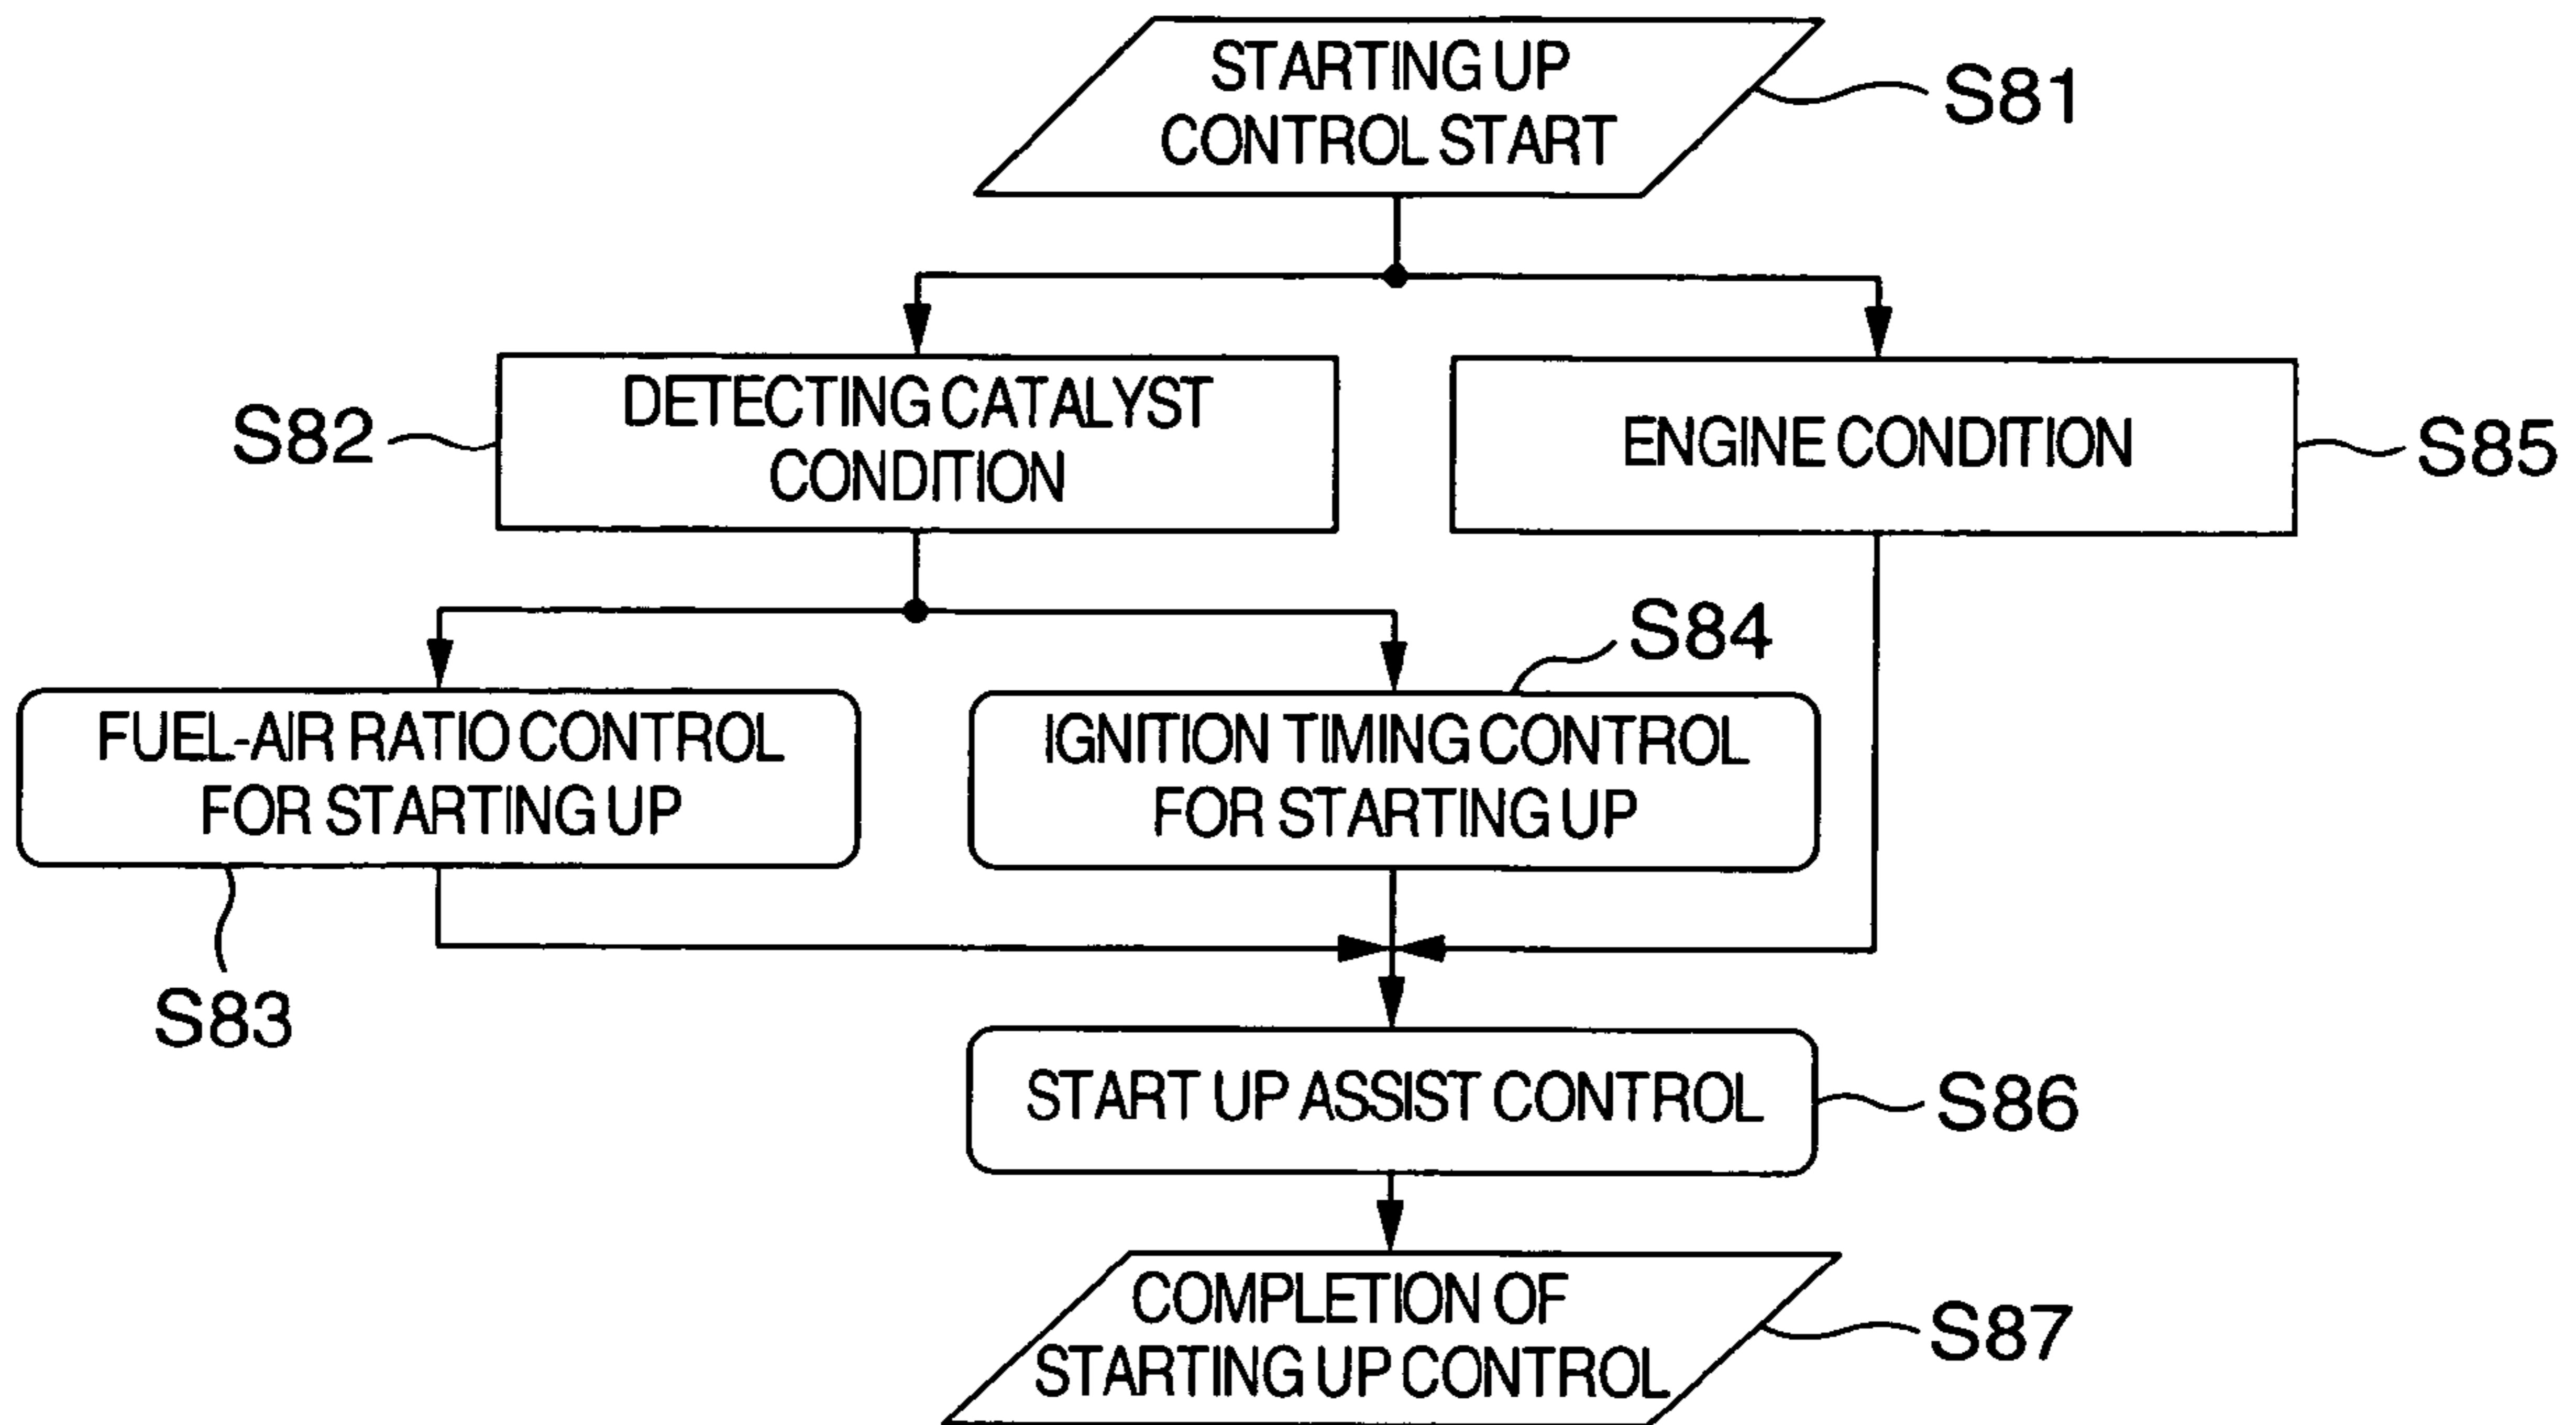 STARTING UP
CONTROL START
S81
DETECTING CATALYST
CONDITION
S82
ENGINE CONDITION
S85
S84
FUEL-AIR RATIO CONTROL
FOR STARTING UP
IGNITION TIMING CONTROL
FOR STARTING UP
S83
START UP ASSIST CONTROL
S86
COMPLETION OF
STARTING UP CONTROL
S87